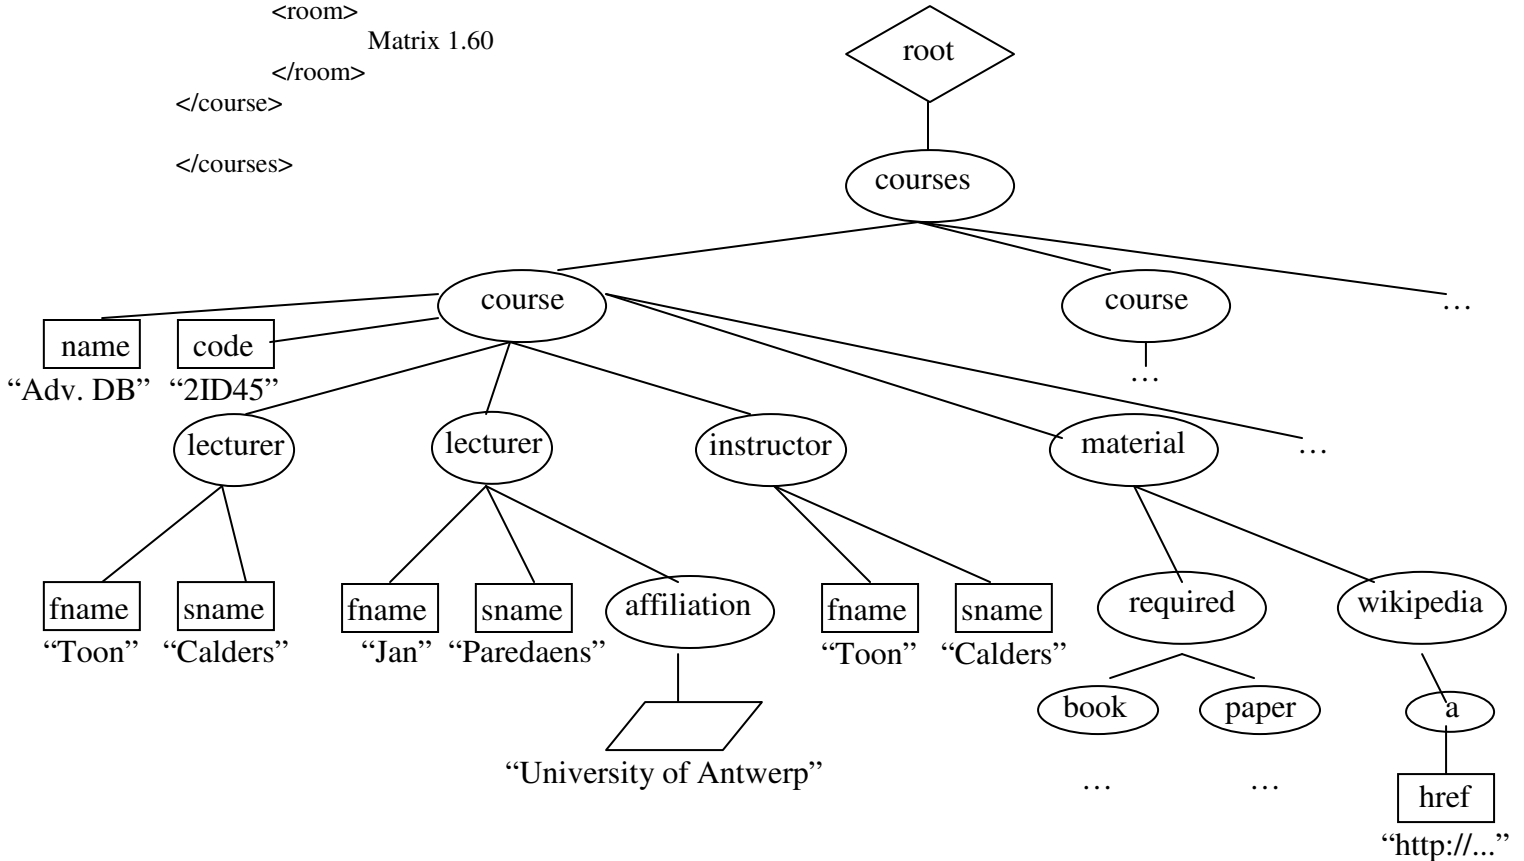 <room>
Matrix 1.60
</room>
</course>
</courses>
root
courses
course
course
…
name
code
“Adv. DB”
“2ID45”
…
lecturer
lecturer
instructor
material
…
fname
sname
fname
sname
affiliation
fname
sname
required
wikipedia
“Toon”
“Calders”
“Jan”
“Paredaens”
“Toon”
“Calders”
book
paper
a
“University of Antwerp”
…
…
href
“http://...”